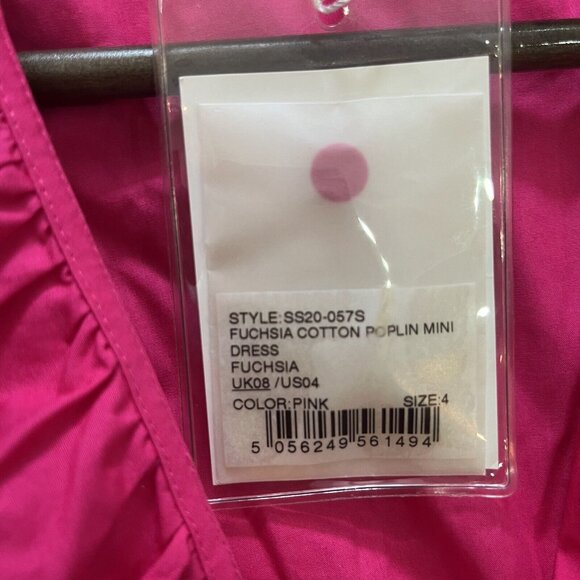 STYLE:SS20-057S
FUCHSIA COTTON POPLIN MINI
DRESS
FUCHSIA
UK08 /US04
COLOR:PINK SIZE:4
5 056249 561494